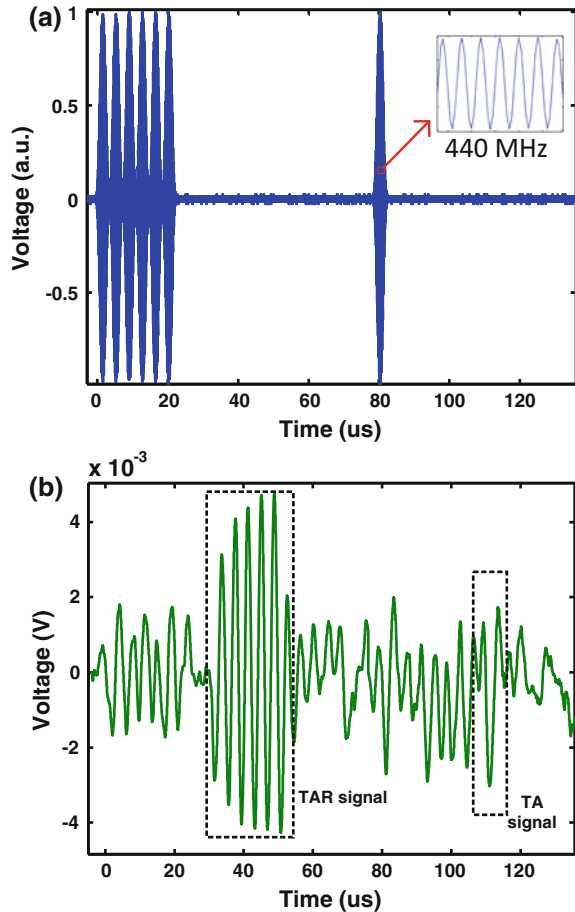 (a)
Voltage (a.u.)
1
0.5
0
-0.5
440 MHz
0 20 40 60 80 100 120
Time (us)
x 10-3
(b)
Voltage (V)
4
2
0
-2
-4
TAR signal
TA
signal
0 20 40 60 80 100 120
Time (us)